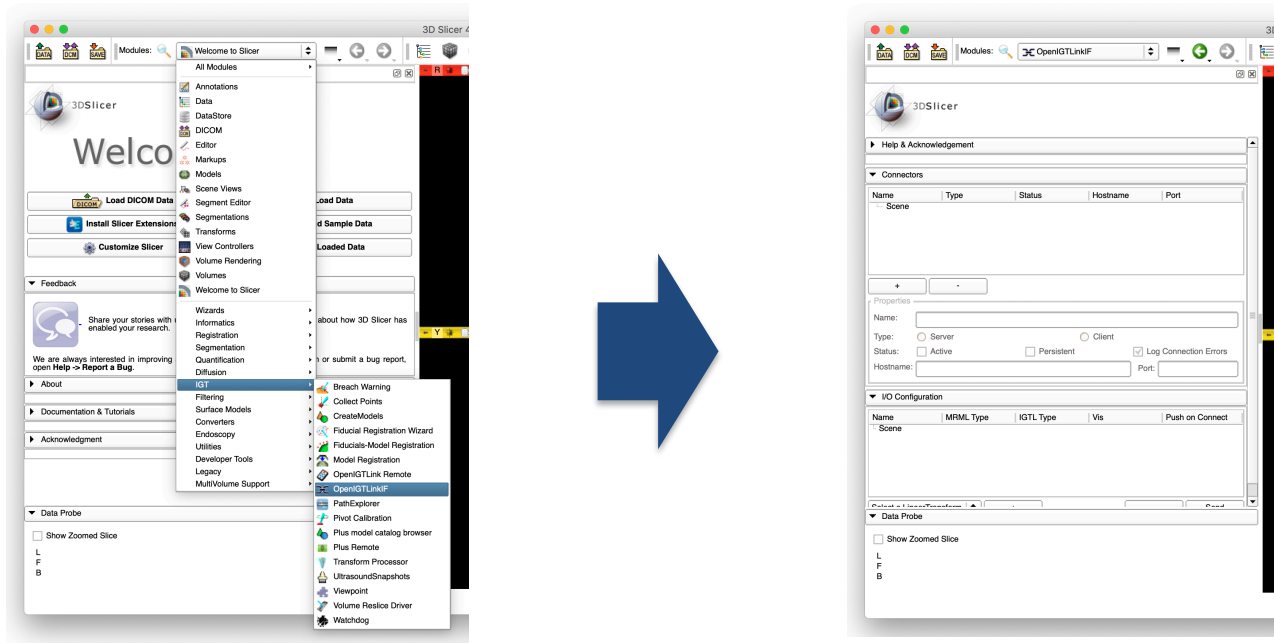 3D Slicer 4
DATA DCM SAVE Modules: Welcome to Slicer
All Modules
R
3DSlicer
Annotations
Data
DataStore
DICOM
Editor
Markups
Models
Scene Views
Segment Editor
Segmentations
Transforms
View Controllers
Volume Rendering
Volumes
Welcome to Slicer
Wizards
Informatics
Registration
Segmentation
Quantification
Diffusion
IGT
Filtering
Surface Models
Converters
Endoscopy
Utilities
Developer Tools
Legacy
MultiVolume Support
Welco
DICOM Load DICOM Data
Load Data
Install Slicer Extensions
d Sample Data
Customize Slicer
Loaded Data
Feedback
Share your stories with
about how 3D Slicer has
enabled your research.
Y
We are always interested in improving
or submit a bug report,
open Help -> Report a Bug.
About
Documentation & Tutorials
Acknowledgment
Breach Warning
Collect Points
CreateModels
Fiducial Registration Wizard
Fiducials-Model Registration
Model Registration
OpenIGTLink Remote
OpenIGTLinkIF
PathExplorer
Pivot Calibration
Plus model catalog browser
Plus Remote
Transform Processor
UltrasoundSnapshots
Viewpoint
Volume Reslice Driver
Watchdog
Data Probe
Show Zoomed Slice
L
F
B
3D
DATA DCM SAVE Modules: OpenIGTLinkIF
3DSlicer
Help & Acknowledgement
Connectors
Name Type Status Hostname Port
Scene
+ -
Properties
Name:
Type: Server Client
Status: Active Persistent Log Connection Errors
Hostname: Port:
I/O Configuration
Name MRML Type IGTL Type Vis Push on Connect
Scene
Select a LinearTransform + Send
Data Probe
Show Zoomed Slice
L
F
B